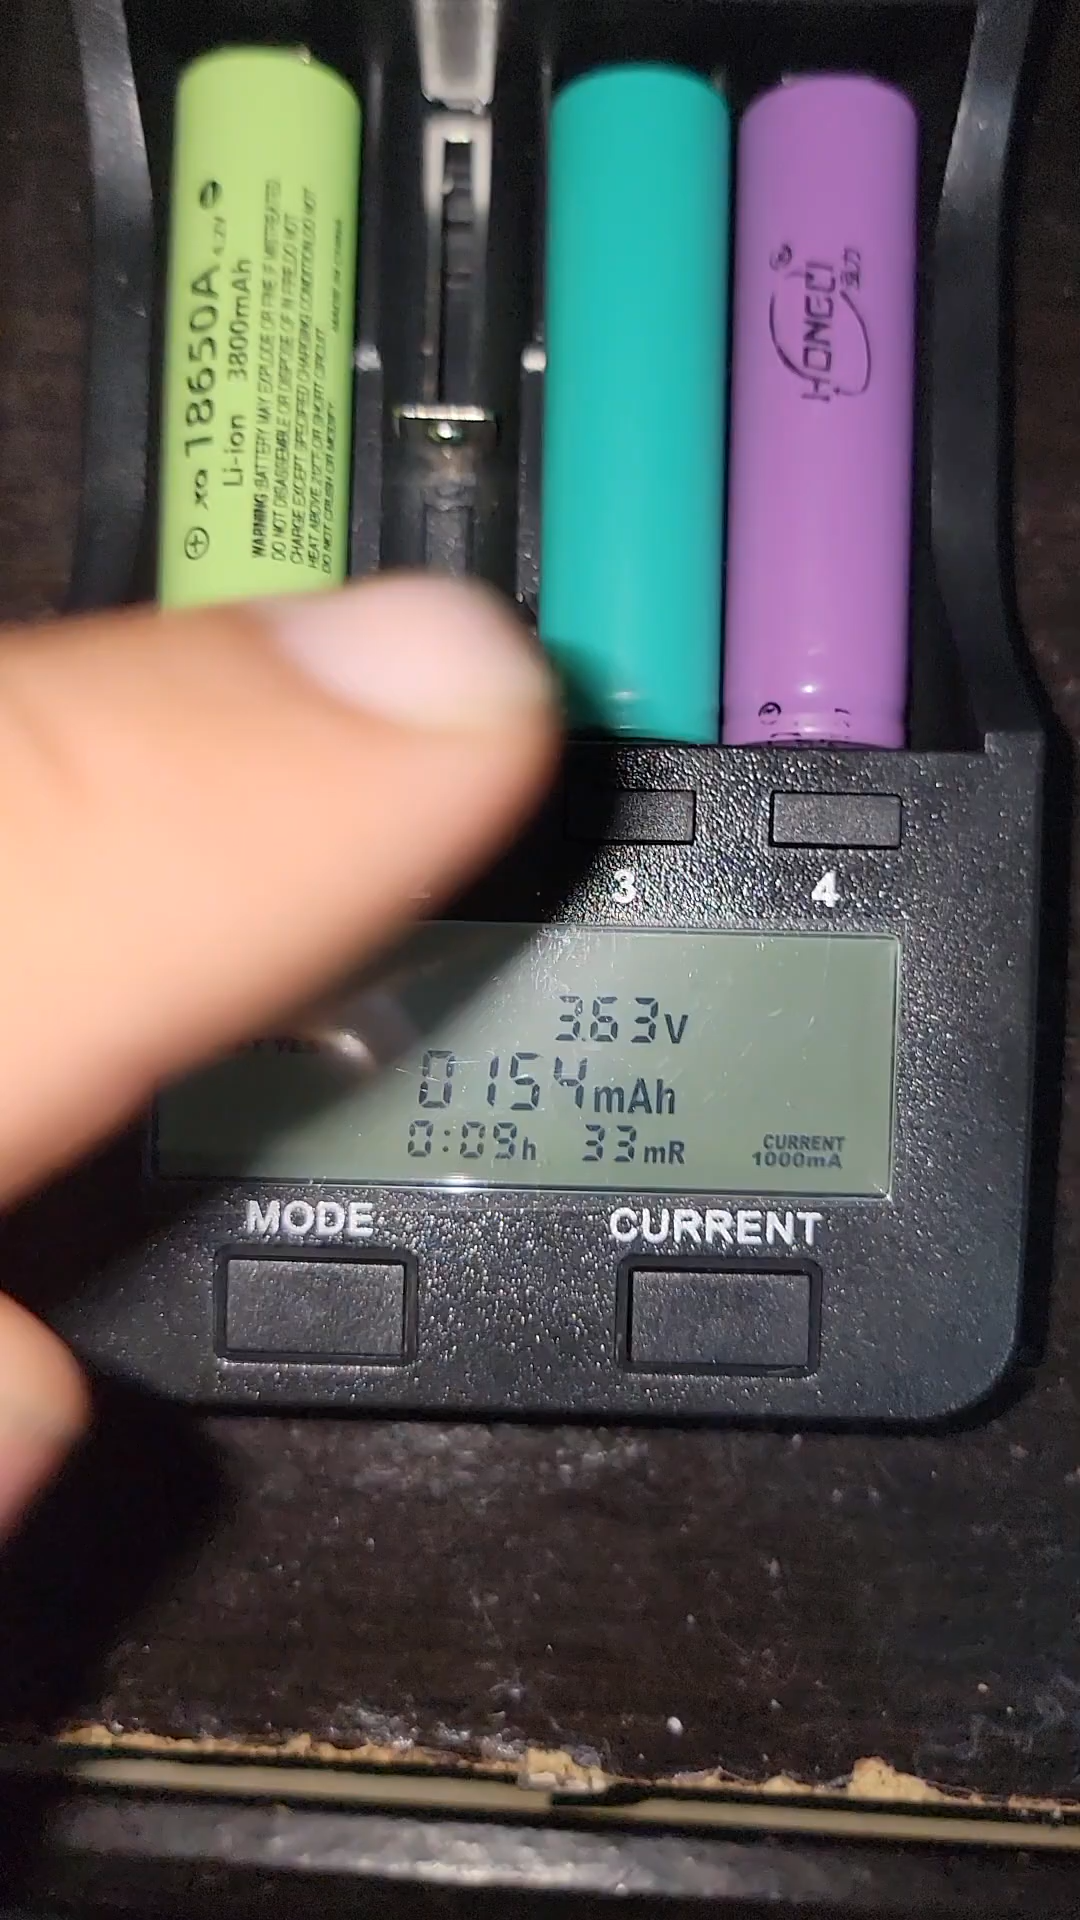 xq 18650A 4.2V
Li-ion 3800mAh
WARNING:BATTERY MAY EXPLODE OR FIRE IF MISTREATED
DO NOT DISASSEMBLE OR DISPOSE OF IN FIRE.DO NOT
CHARGE EXCEPT SPECIFIED CHARGING CONDITION.DO NOT
HEAT ABOVE 212°F.OR SHORT CIRCUIT
DO NOT CRUSH OR MODIFY
MADE IN CHINA
HONGLI®
3
4
3.63V
0154mAh
0:09h 33mR
CURRENT
1000mA
MODE
CURRENT